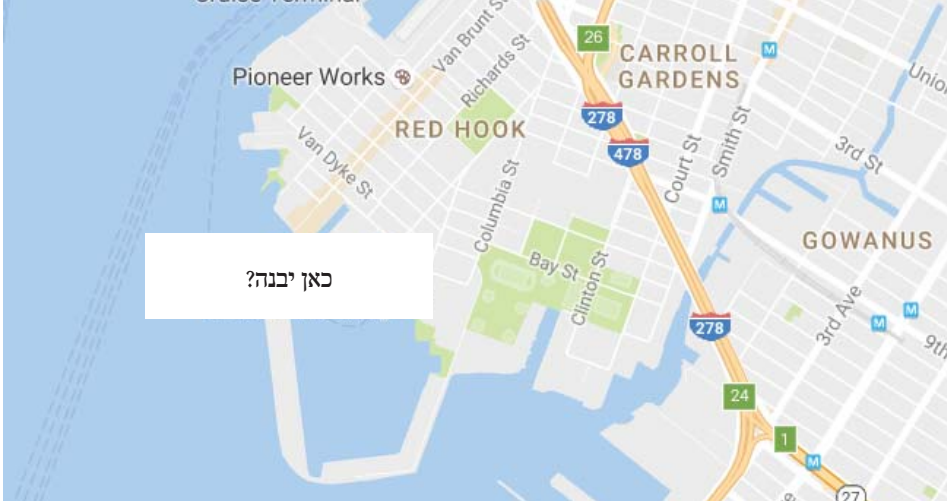 Cruise Terminal
26
CARROLL
GARDENS
M
Van Brunt St
Pioneer Works
Richards St
Union
278
RED HOOK
478
Van Dyke St
Court St
Smith St
3rd St
Columbia St
M
GOWANUS
כאן יבנה?
Bay St
Clinton St
278
3rd Ave
M
M
9th
24
1
M
27